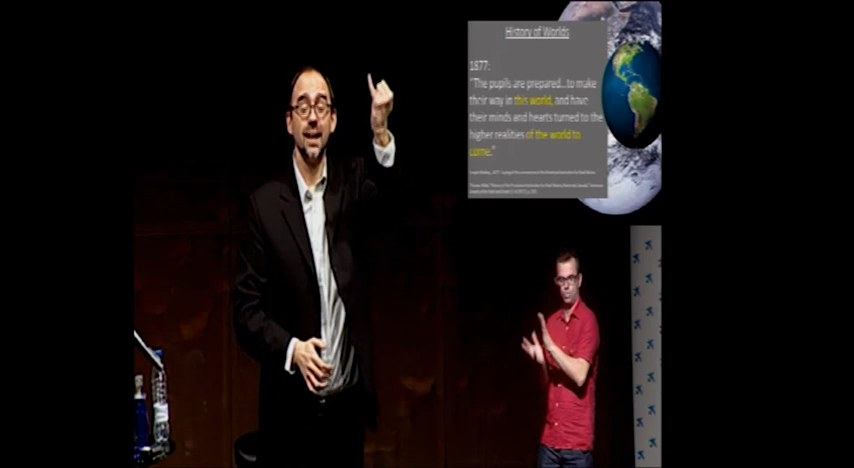 History of Worlds
1877:
"The pupils are prepared...to make
their way in this world, and have
their minds and hearts turned to the
higher realities of the world to
come."